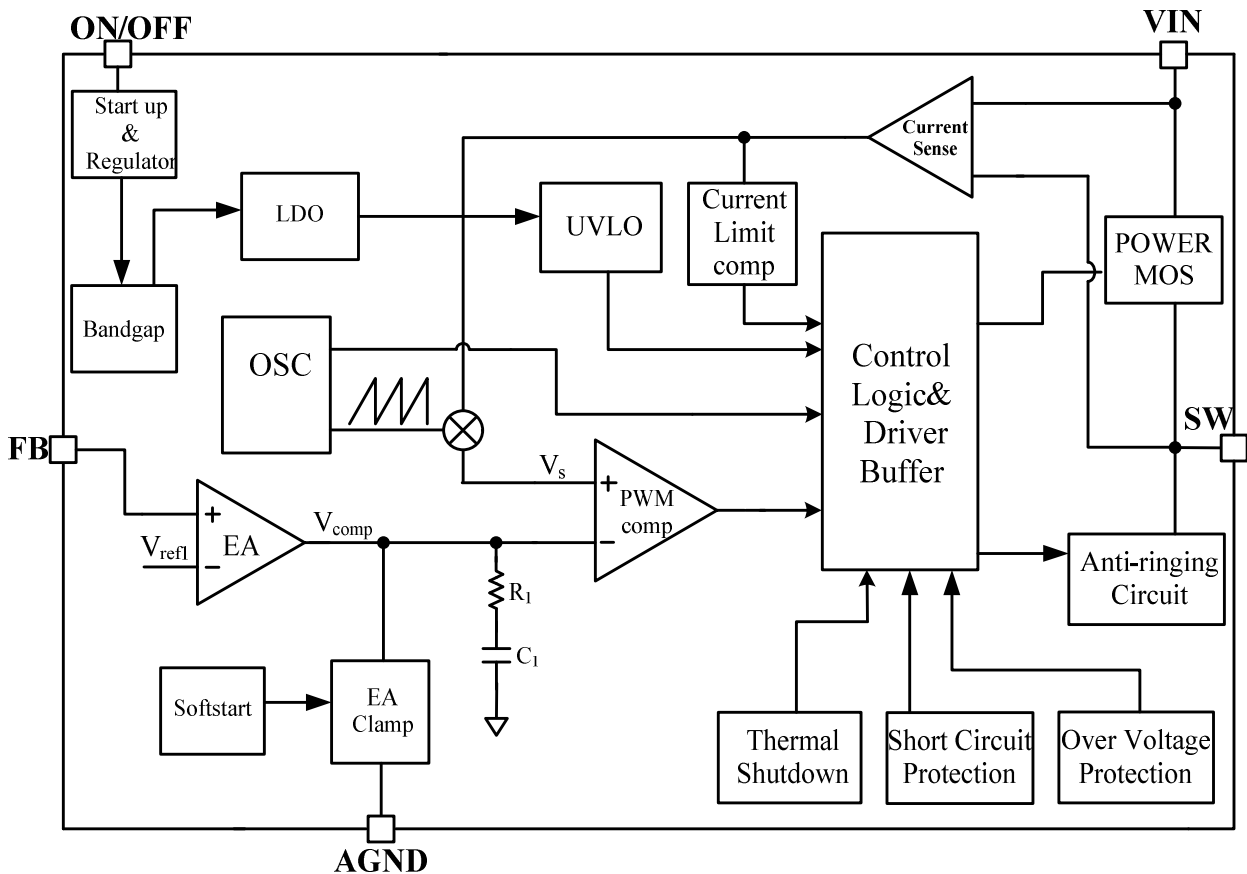 ON/OFF
VIN
Start up
&
Regulator
Current
Sense
LDO
UVLO
Current
Limit
comp
POWER
MOS
Bandgap
OSC
Control
Logic&
Driver
Buffer
FB
SW
Vs
+
PWM
comp
−
Vcomp
+
EA
Vref1
−
R1
C1
Anti-ringing
Circuit
Softstart
EA
Clamp
Thermal
Shutdown
Short Circuit
Protection
Over Voltage
Protection
AGND